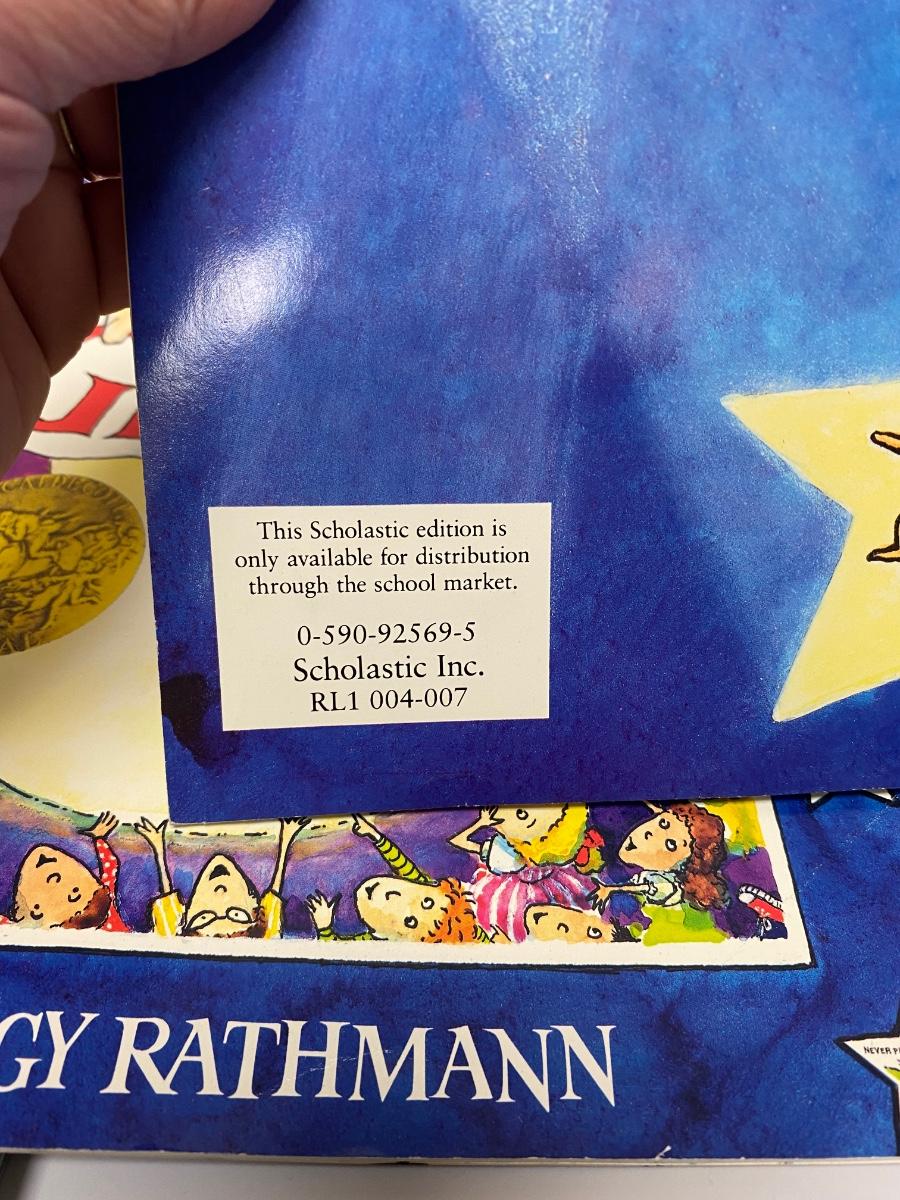 This Scholastic edition is
only available for distribution
through the school market.
0-590-92569-5
Scholastic Inc.
RL1 004-007
GY RATHMANN
NEVER P